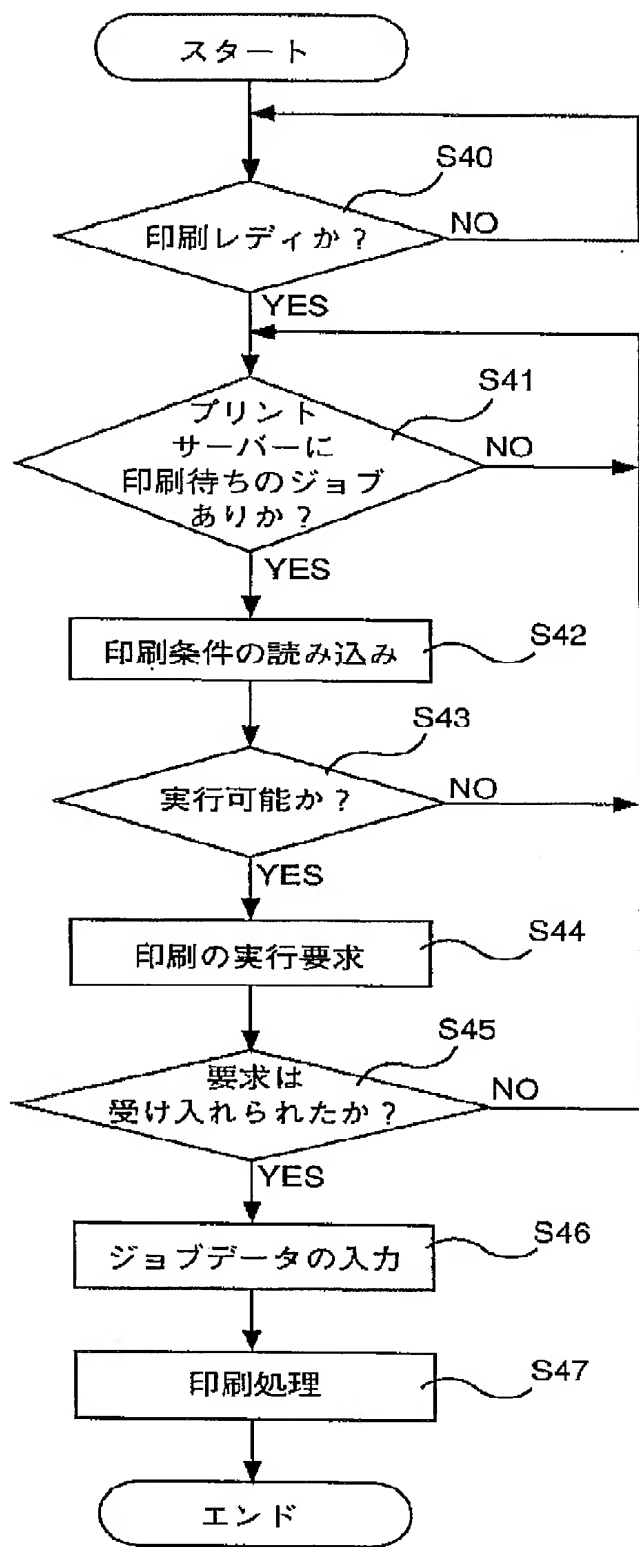 スタート
S40
印刷レディか?
NO
YES
S41
プリント
サーバーに
印刷待ちのジョブ
ありか?
NO
YES
S42
印刷条件の読み込み
S43
実行可能か?
NO
YES
S44
印刷の実行要求
S45
要求は
受け入れられたか?
NO
YES
S46
ジョブデータの入力
S47
印刷処理
エンド